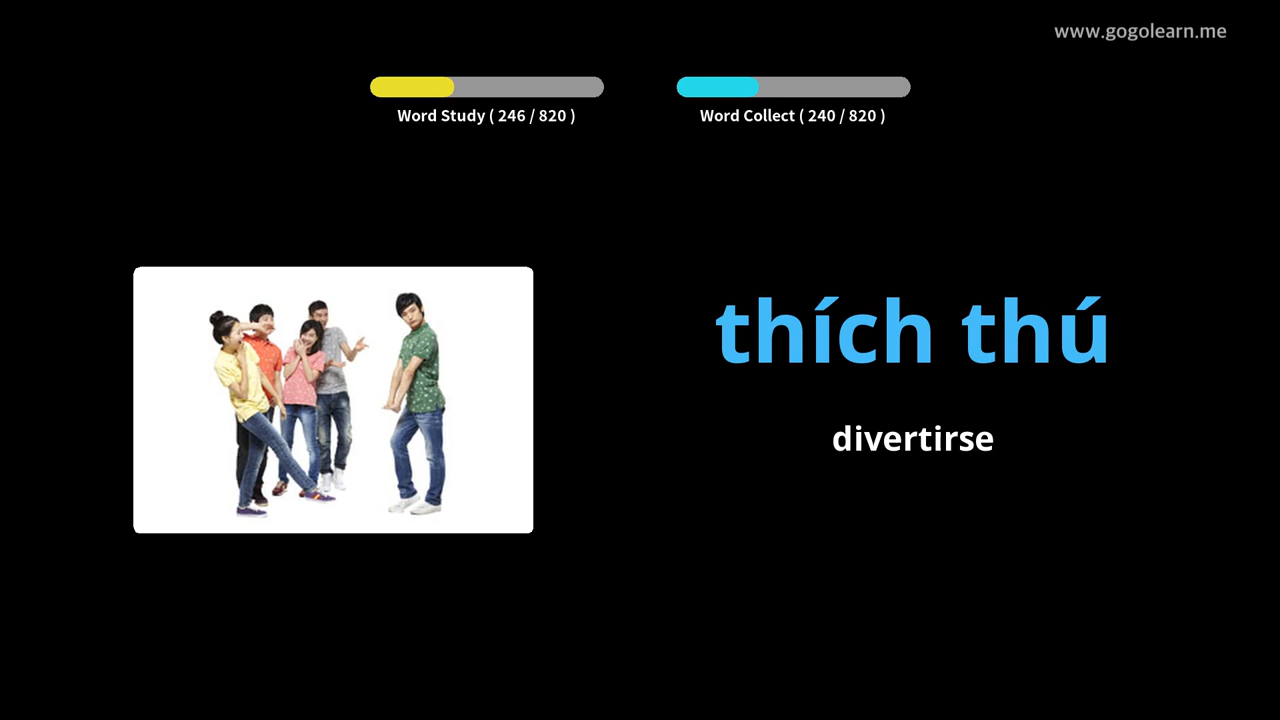 www.gogolearn.me
Word Study ( 246 / 820 )
Word Collect ( 240 / 820 )
thích thú
divertirse